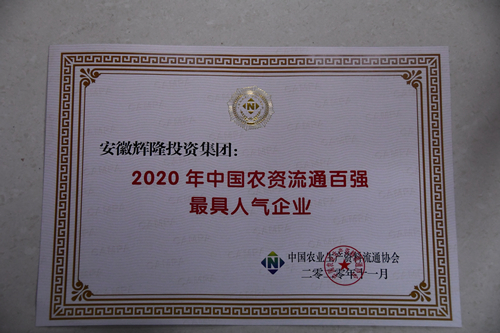 安徽辉隆投资集团：
2020年中国农资流通百强
最具人气企业
中国农业生产资料流通协会
二〇二〇年十一月